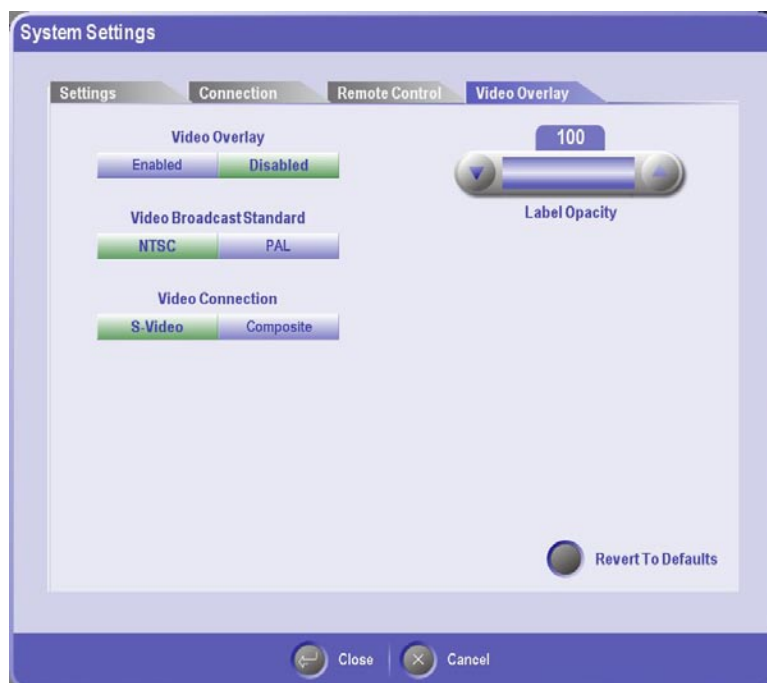 System Settings
Settings Connection Remote Control Video Overlay
Video Overlay
Enabled Disabled
Video Broadcast Standard
NTSC PAL
Video Connection
S-Video Composite
100
Label Opacity
Revert To Defaults
Close Cancel